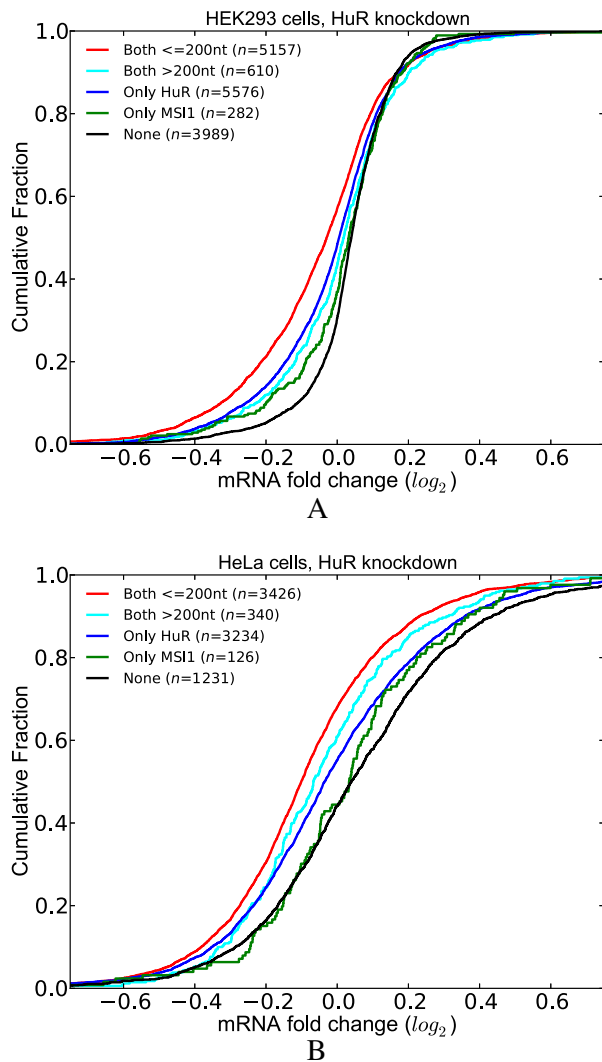 HEK293 cells, HuR knockdown
1.0
0.8
0.6
0.4
0.2
0.0
Cumulative Fraction
Both <=200nt (n=5157)
Both >200nt (n=610)
Only HuR (n=5576)
Only MSI1 (n=282)
None (n=3989)
−0.6 −0.4 −0.2 0.0 0.2 0.4 0.6
mRNA fold change (log₂)
A
HeLa cells, HuR knockdown
1.0
0.8
0.6
0.4
0.2
0.0
Cumulative Fraction
Both <=200nt (n=3426)
Both >200nt (n=340)
Only HuR (n=3234)
Only MSI1 (n=126)
None (n=1231)
−0.6 −0.4 −0.2 0.0 0.2 0.4 0.6
mRNA fold change (log₂)
B